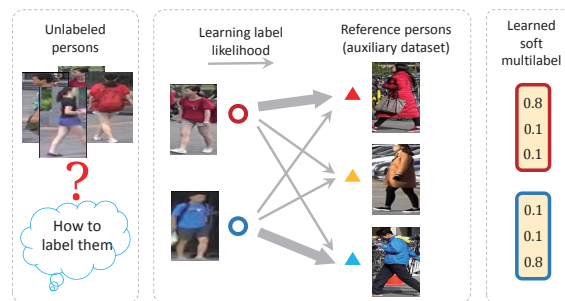 Unlabeled
persons
How to
label them
?
Learning label
likelihood
Reference persons
(auxiliary dataset)
Learned
soft
multilabel
0.8
0.1
0.1
0.1
0.1
0.8